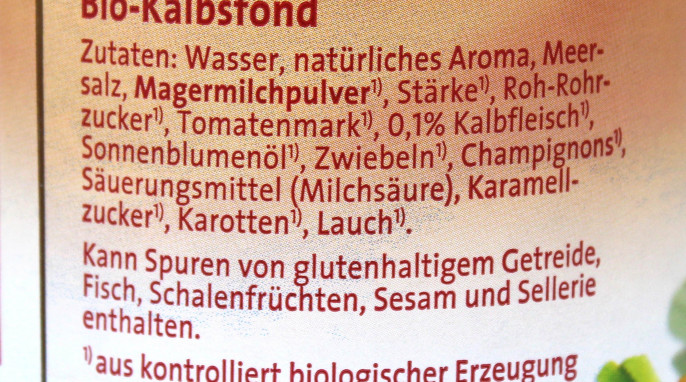 Bio-Kalbsfond
Zutaten: Wasser, natürliches Aroma, Meer-
salz, Magermilchpulver¹⁾, Stärke¹⁾, Roh-Rohr-
zucker¹⁾, Tomatenmark¹⁾, 0,1% Kalbfleisch¹⁾,
Sonnenblumenöl¹⁾, Zwiebeln¹⁾, Champignons¹⁾,
Säuerungsmittel (Milchsäure), Karamell-
zucker¹⁾, Karotten¹⁾, Lauch¹⁾.
Kann Spuren von glutenhaltigem Getreide,
Fisch, Schalenfrüchten, Sesam und Sellerie
enthalten.
¹⁾ aus kontrolliert biologischer Erzeugung